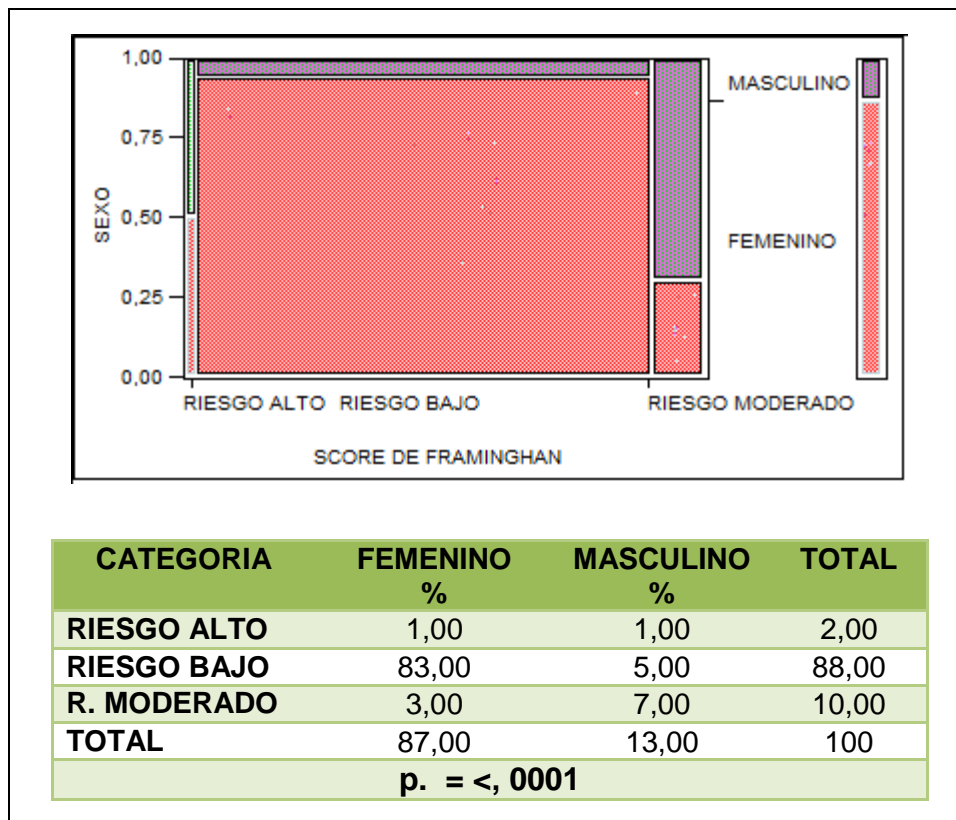 1,00
MASCULINO
0,75
SEXO
0,50
FEMENINO
0,25
0,00
RIESGO ALTO RIESGO BAJO RIESGO MODERADO
SCORE DE FRAMINGHAN
CATEGORIA FEMENINO % MASCULINO % TOTAL
RIESGO ALTO 1,00 1,00 2,00
RIESGO BAJO 83,00 5,00 88,00
R. MODERADO 3,00 7,00 10,00
TOTAL 87,00 13,00 100
p. = <, 0001